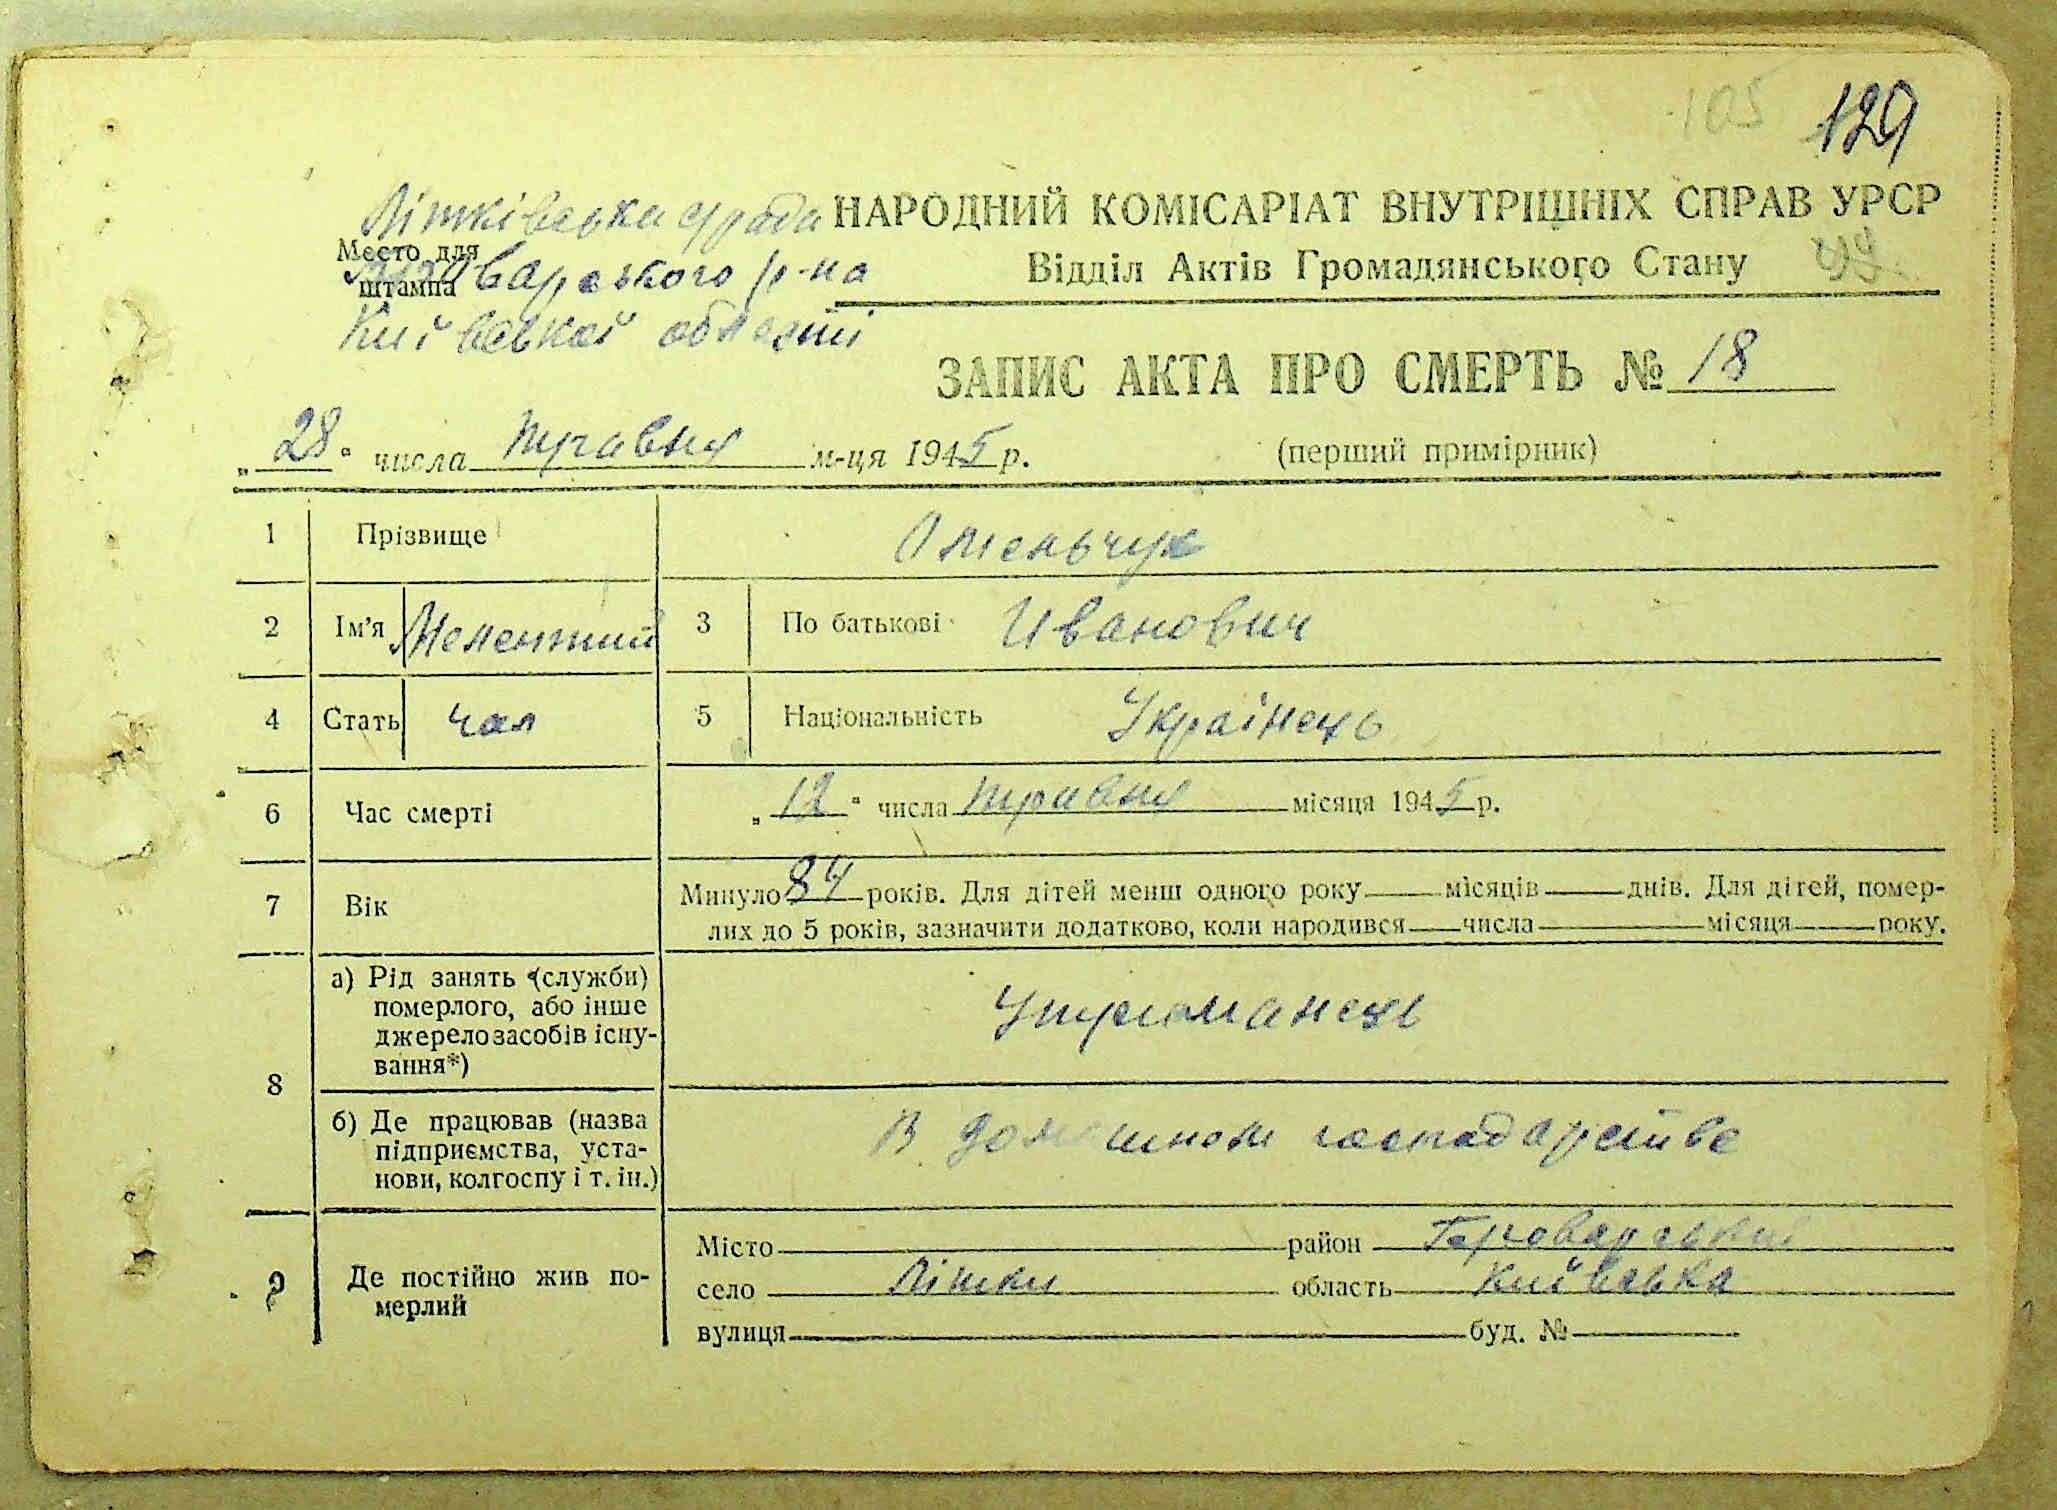 105 129
Літківська с/рада НАРОДНИЙ КОМІСАРІАТ ВНУТРІШНІХ СПРАВ УРСР
Место для штампа
Броварського р-на Відділ Актів Громадянського Стану
Київської області
ЗАПИС АКТА ПРО СМЕРТЬ № 18
„28" числа травня м-ця 1945 р. (перший примірник)
1 Прізвище Омельчук
2 Ім'я Мелентий 3 По батькові Иванович
4 Стать чол 5 Національність Українець
6 Час смерті „12" числа травня місяця 1945 р.
7 Вік Минуло 84 років. Для дітей менш одного року місяців днів. Для дітей, помер-
лих до 5 років, зазначити додатково, коли народився числа місяця року.
8 а) Рід занять (служби)
померлого, або інше
джерело засобів існу-
вання*)
Утриманець
б) Де працював (назва
підприємства, уста-
нови, колгоспу і т. ін.)
В домашнем господарстве
9 Де постійно жив по-
мерлий
Місто район Броварський
село Літки область Київська
вулиця буд. №